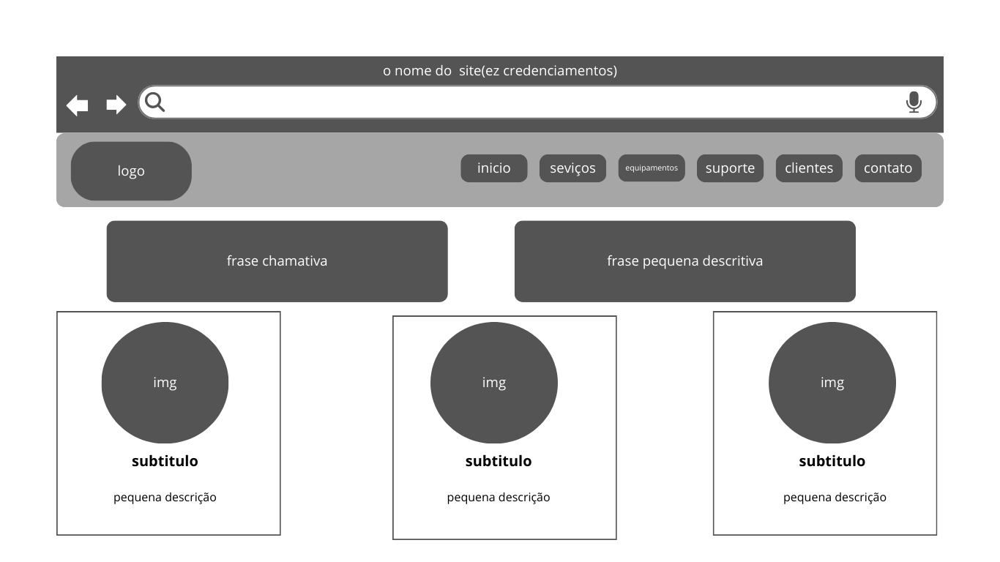 o nome do  site(ez credenciamentos)
logo
inicio
seviços
equipamentos
suporte
clientes
contato
frase chamativa
frase pequena descritiva
img
img
img
subtitulo
subtitulo
subtitulo
pequena descrição
pequena descrição
pequena descrição